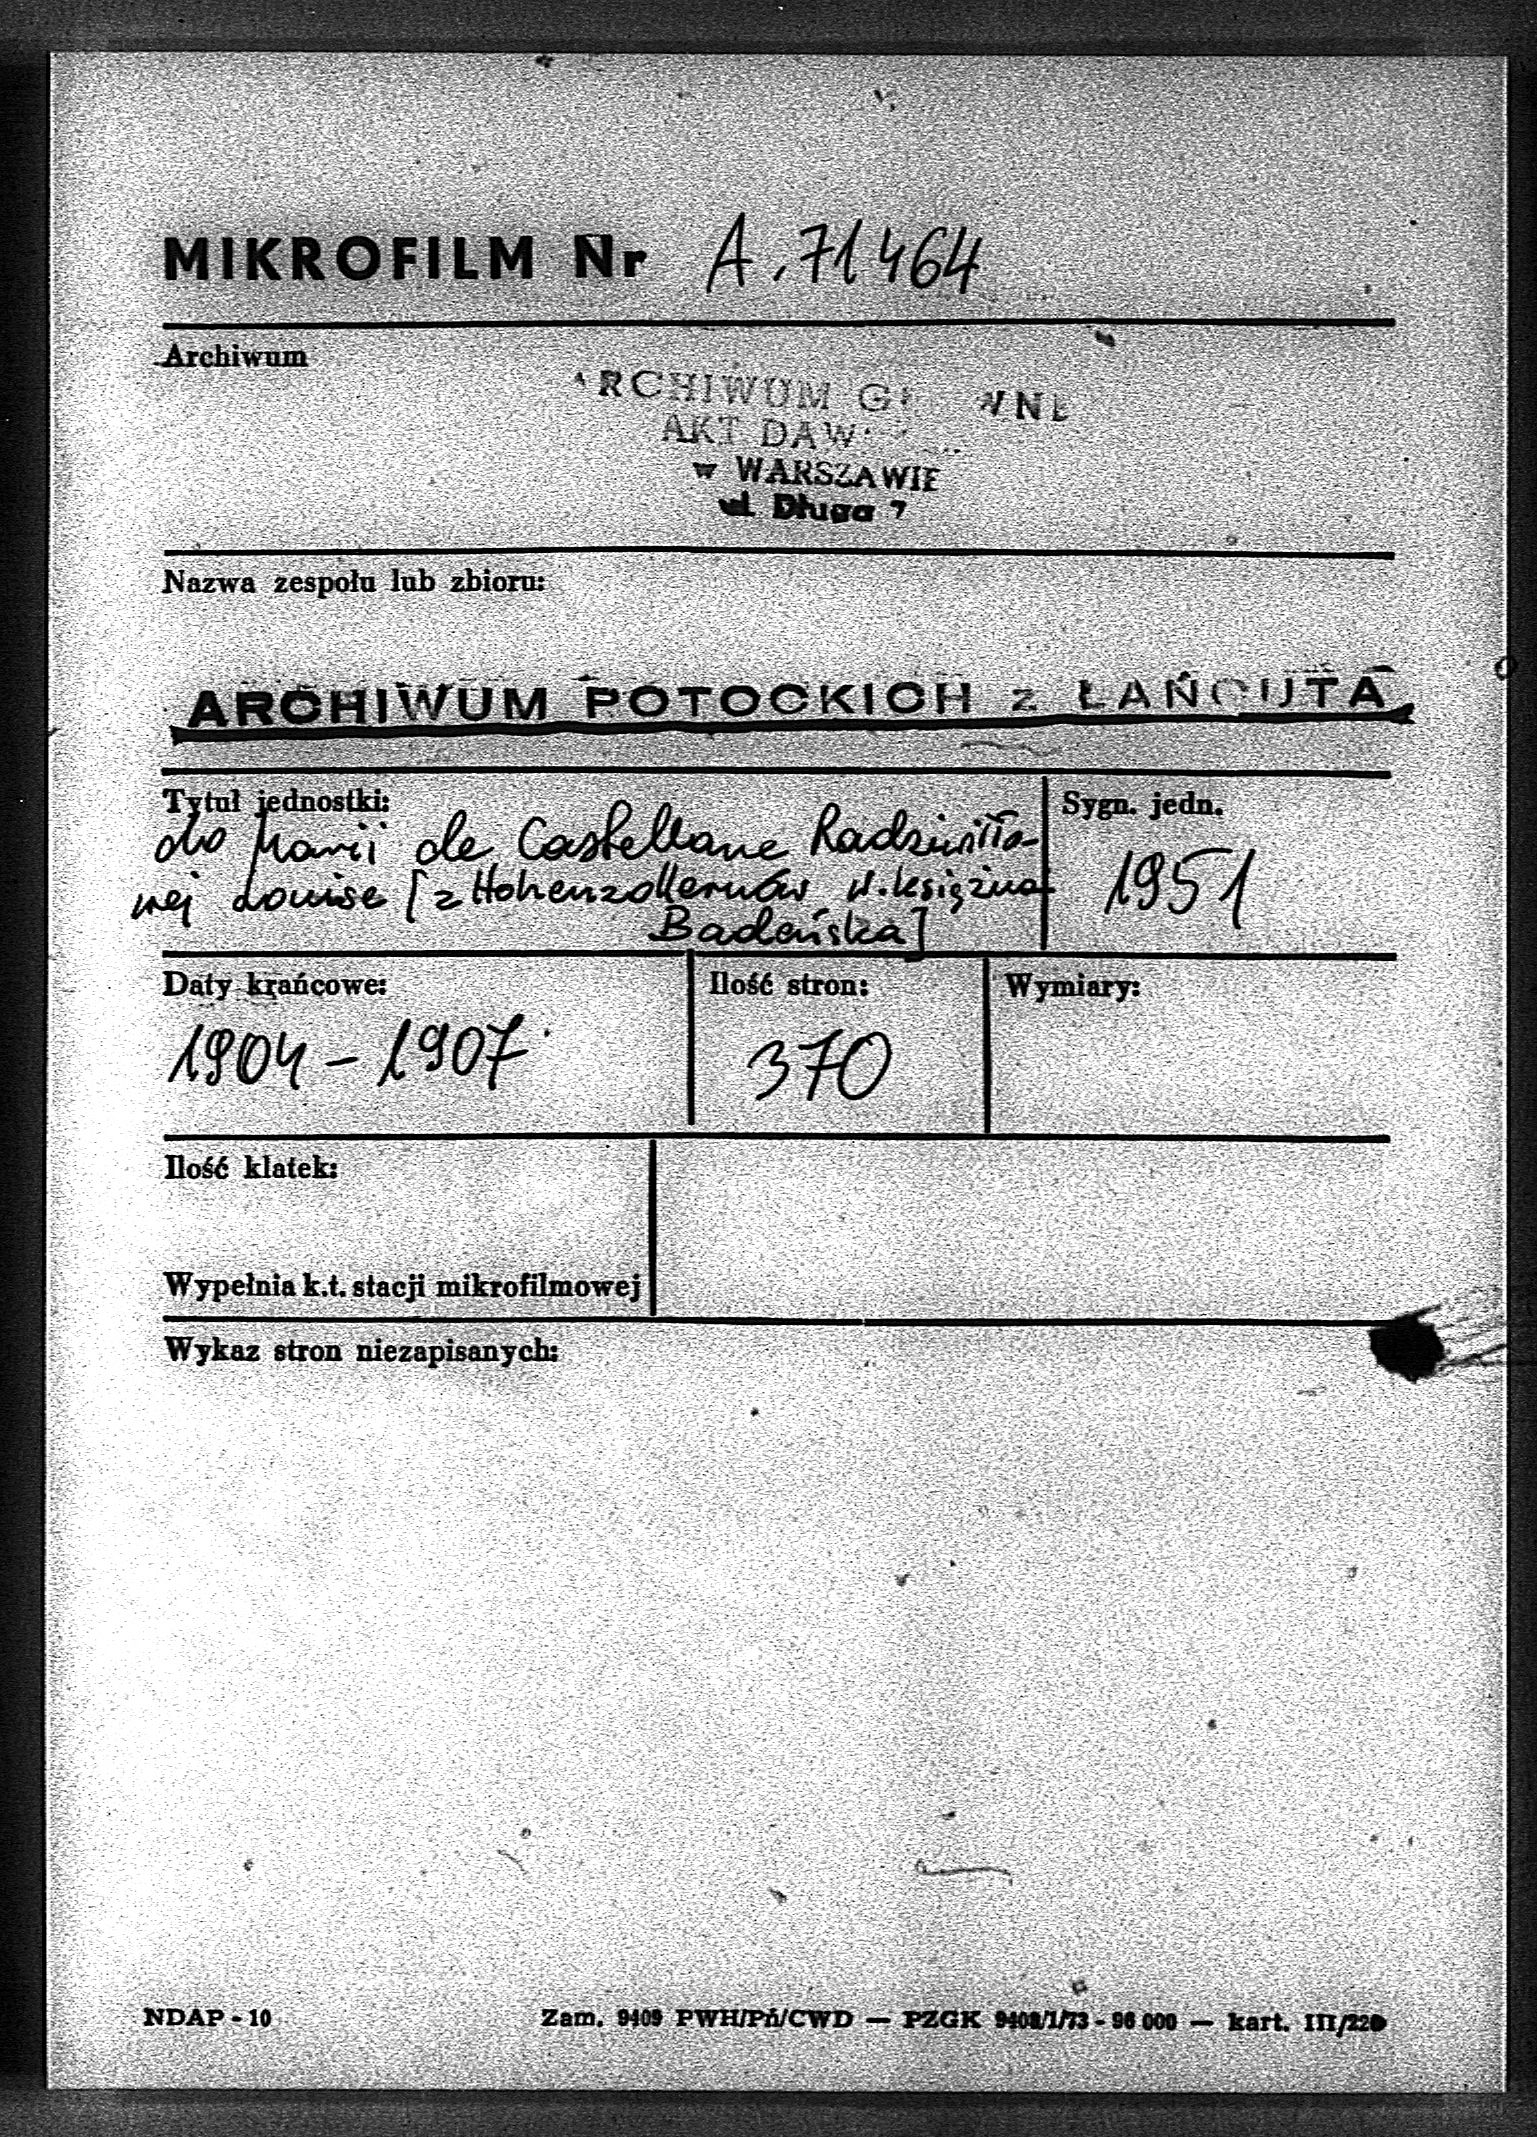 MIKROFILM Nr A. 71464
Archiwum
ARCHIWUM
AKT
w WARSZAWIE
ul. Długa 7
Nazwa zespołu lub zbioru:
ARCHIWUM POTOCKICH z ŁAŃCUTA
Tytuł jednostki:
do Marii de Castellane Radziwiłło-
wej Louise [z Hohenzollernów w. księżna
Badeńska]
Sygn. jedn.
1951
Daty krańcowe:
1904 - 1907
Ilość stron:
370
Wymiary:
Ilość klatek:
Wypełnia k.t. stacji mikrofilmowej
Wykaz stron niezapisanych:
NDAP - 10
Zam. 9409 PWH/Pń/CWD — PZGK 9408/1/73 - 96 000 — kart. III/220